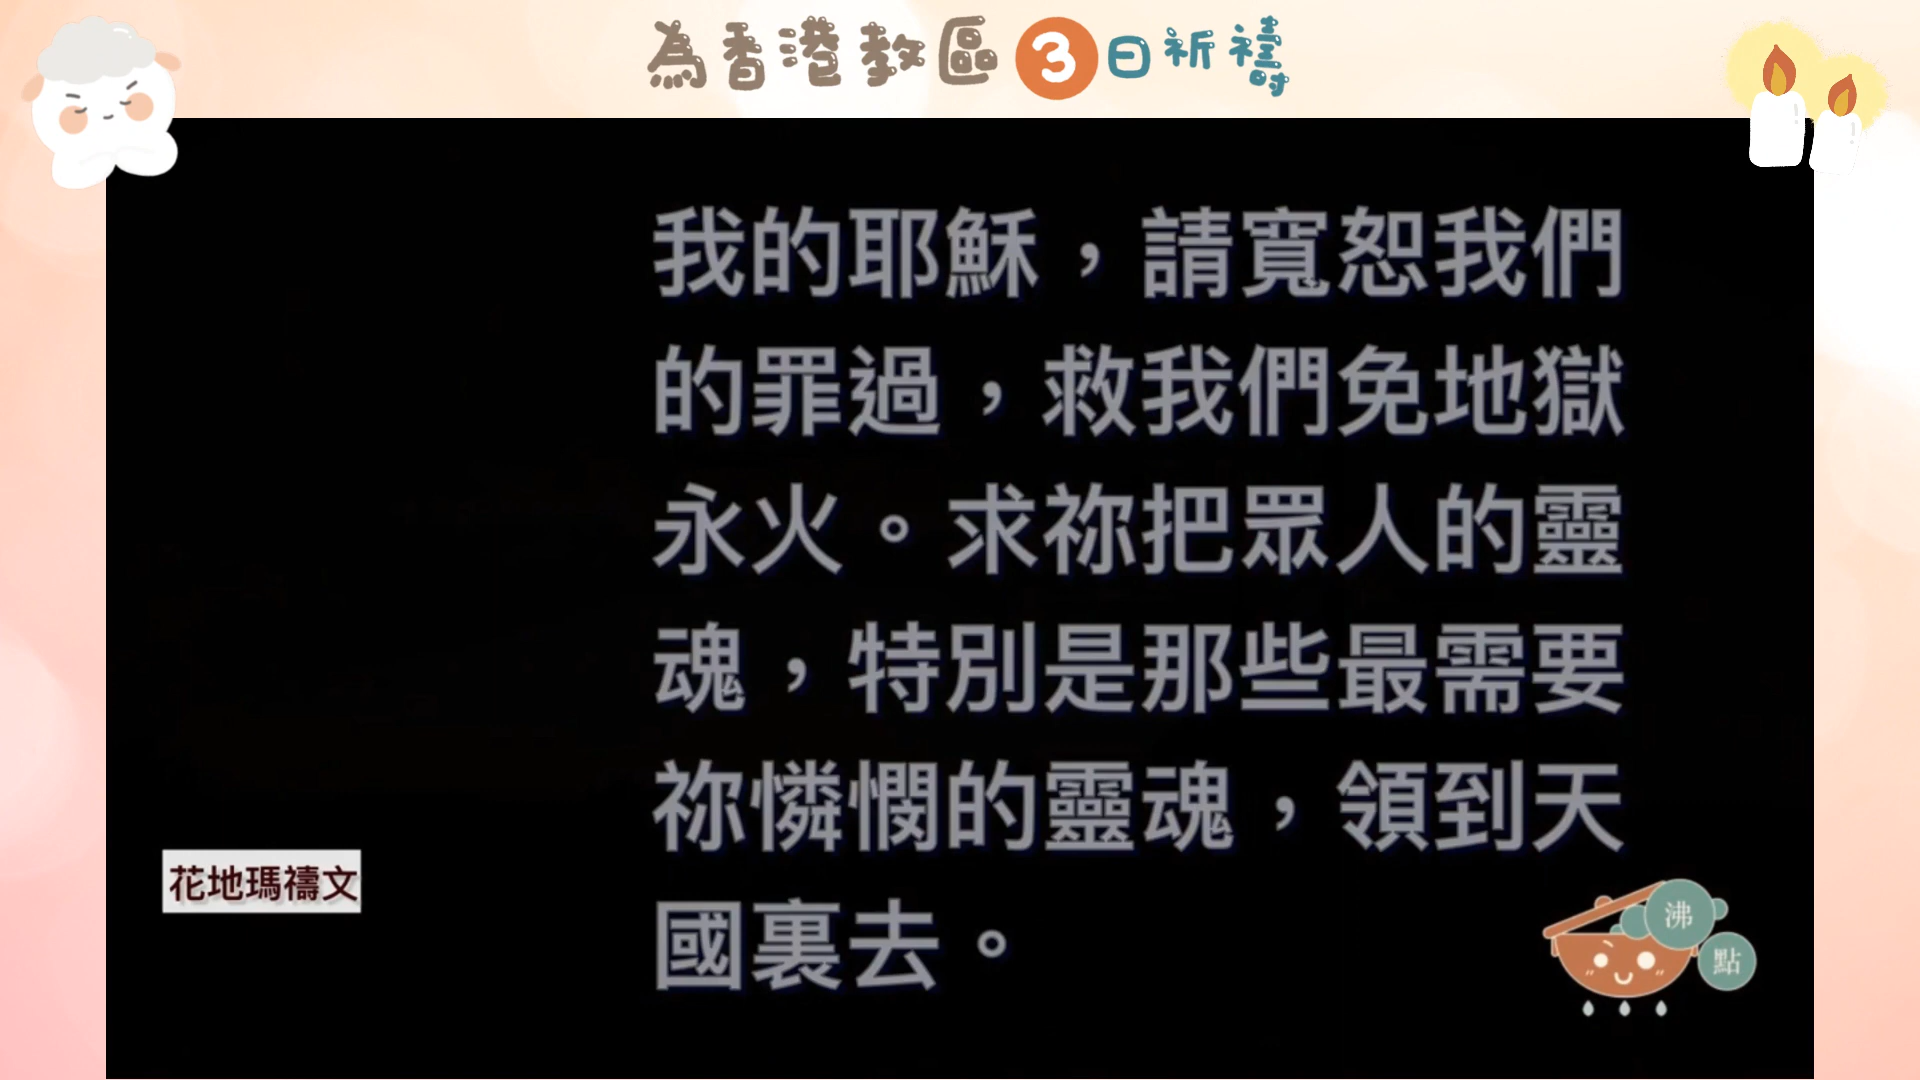 為香港教區3日祈禱
我的耶穌，請寬恕我們
的罪過，救我們免地獄
永火。求祢把眾人的靈
魂，特別是那些最需要
祢憐憫的靈魂，領到天
國裏去。
花地瑪禱文
沸
點